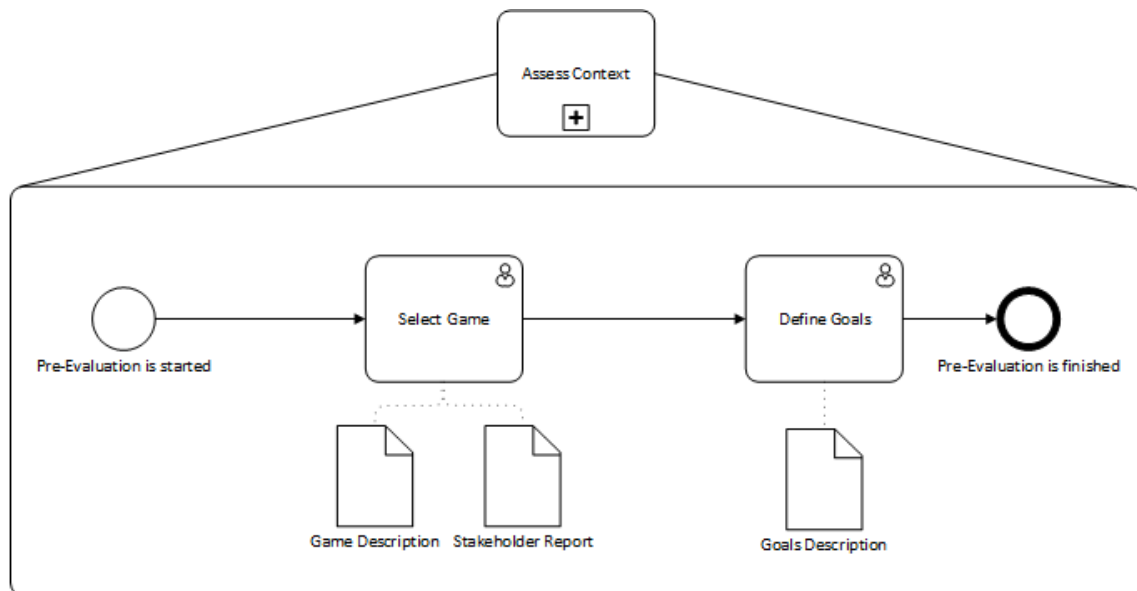 Assess Context
Select Game
Define Goals
Pre-Evaluation is started
Pre-Evaluation is finished
Game Description
Stakeholder Report
Goals Description